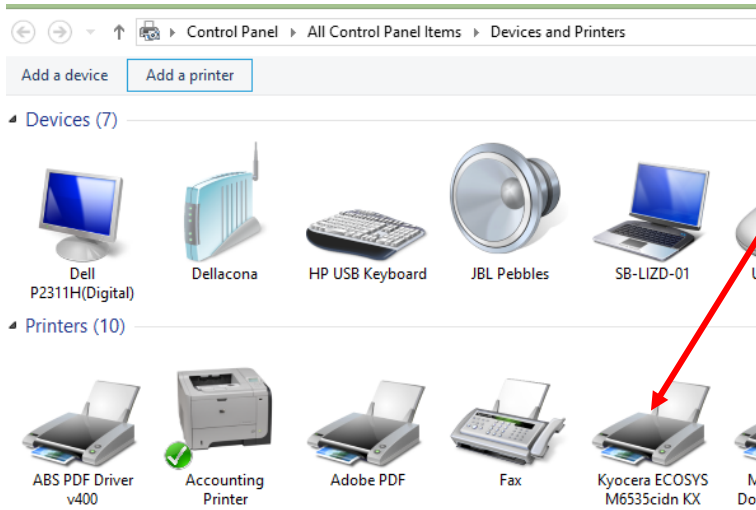 Control Panel ▸ All Control Panel Items ▸ Devices and Printers
Add a device Add a printer
Devices (7)
Dell
P2311H(Digital)
Dellacona
HP USB Keyboard
JBL Pebbles
SB-LIZD-01
Printers (10)
ABS PDF Driver
v400
Accounting
Printer
Adobe PDF
Fax
Kyocera ECOSYS
M6535cidn KX